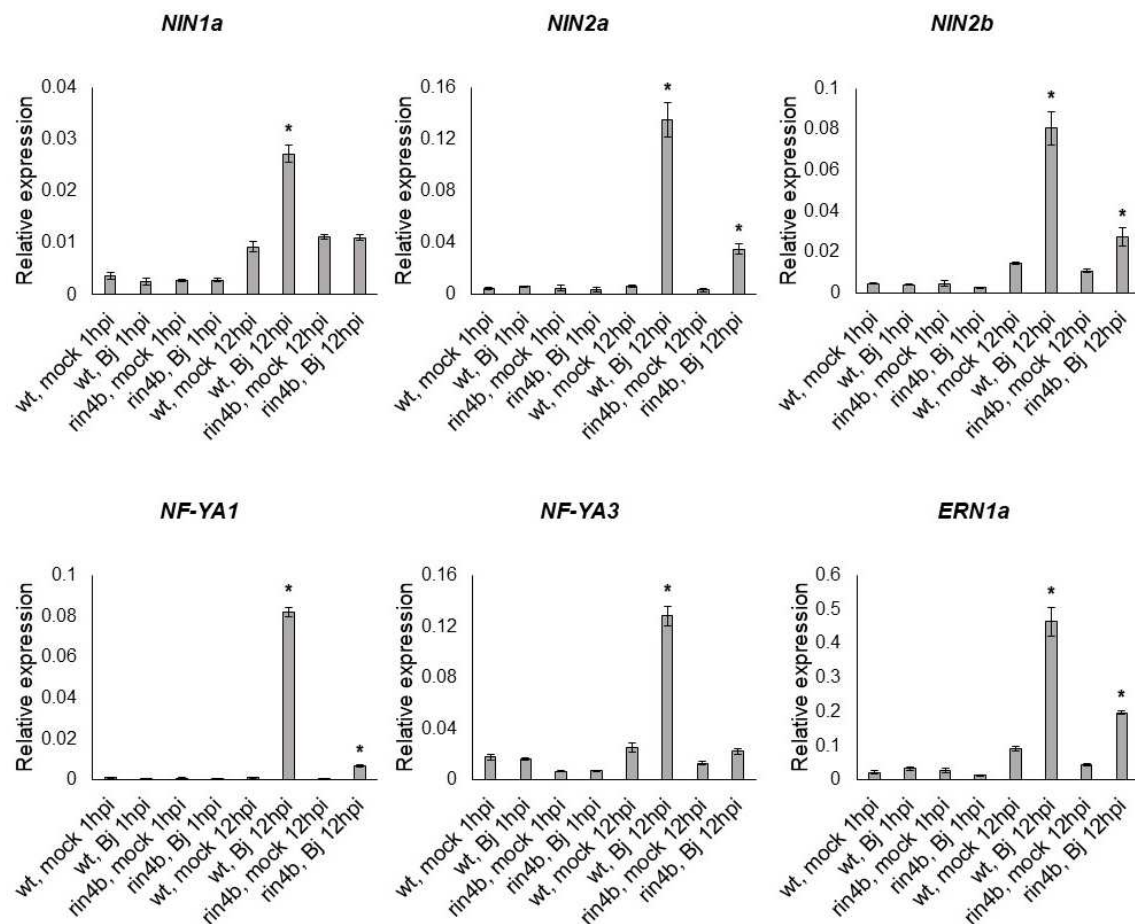 NIN1a
Relative expression
0.04
0.03
0.02
0.01
0
*
wt, mock 1hpi
wt, Bj 1hpi
rin4b, mock 1hpi
rin4b, Bj 1hpi
wt, mock 12hpi
wt, Bj 12hpi
rin4b, mock 12hpi
rin4b, Bj 12hpi
NIN2a
Relative expression
0.16
0.12
0.08
0.04
0
*
*
wt, mock 1hpi
wt, Bj 1hpi
rin4b, mock 1hpi
rin4b, Bj 1hpi
wt, mock 12hpi
wt, Bj 12hpi
rin4b, mock 12hpi
rin4b, Bj 12hpi
NIN2b
Relative expression
0.1
0.08
0.06
0.04
0.02
0
*
*
wt, mock 1hpi
wt, Bj 1hpi
rin4b, mock 1hpi
rin4b, Bj 1hpi
wt, mock 12hpi
wt, Bj 12hpi
rin4b, mock 12hpi
rin4b, Bj 12hpi
NF-YA1
Relative expression
0.1
0.08
0.06
0.04
0.02
0
*
*
wt, mock 1hpi
wt, Bj 1hpi
rin4b, mock 1hpi
rin4b, Bj 1hpi
wt, mock 12hpi
wt, Bj 12hpi
rin4b, mock 12hpi
rin4b, Bj 12hpi
NF-YA3
Relative expression
0.16
0.12
0.08
0.04
0
*
wt, mock 1hpi
wt, Bj 1hpi
rin4b, mock 1hpi
rin4b, Bj 1hpi
wt, mock 12hpi
wt, Bj 12hpi
rin4b, mock 12hpi
rin4b, Bj 12hpi
ERN1a
Relative expression
0.6
0.5
0.4
0.3
0.2
0.1
0
*
*
wt, mock 1hpi
wt, Bj 1hpi
rin4b, mock 1hpi
rin4b, Bj 1hpi
wt, mock 12hpi
wt, Bj 12hpi
rin4b, mock 12hpi
rin4b, Bj 12hpi